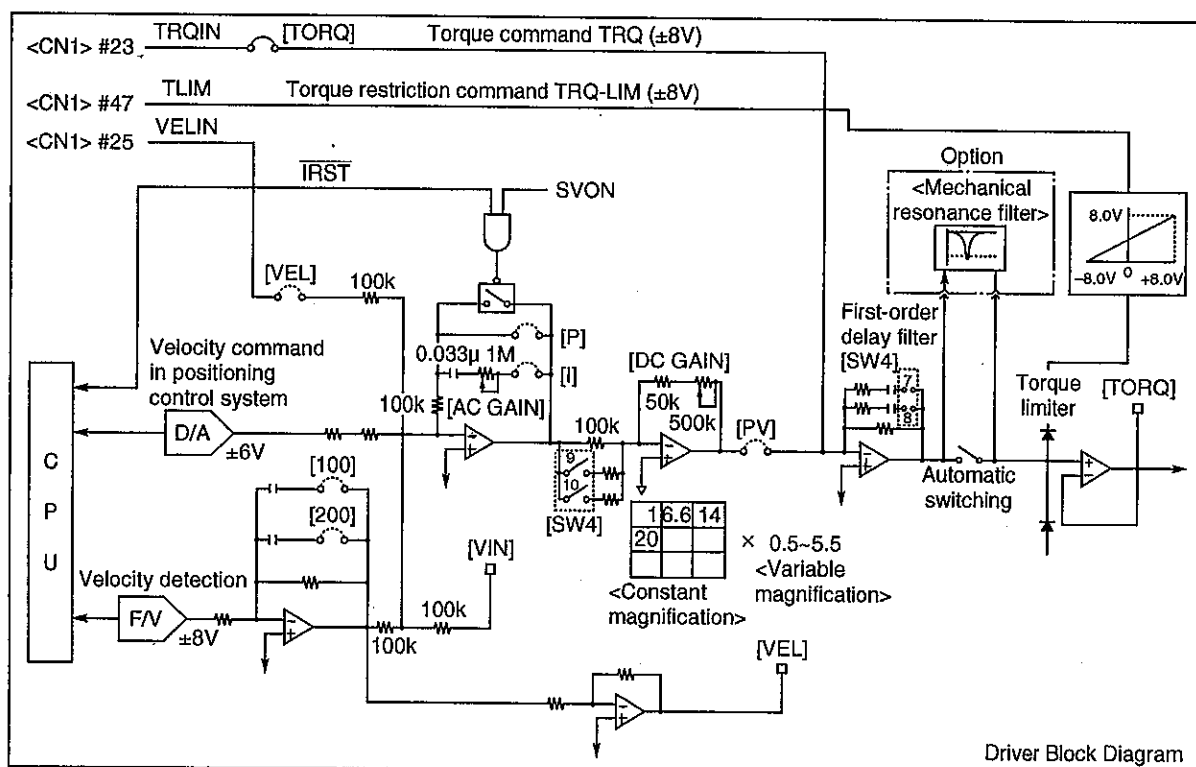 <CN1> #23 TRQIN [TORQ] Torque command TRQ (±8V)
<CN1> #47 TLIM Torque restriction command TRQ-LIM (±8V)
<CN1> #25 VELIN
IRST
SVON
Option
<Mechanical
resonance filter>
8.0V
0
−8.0V +8.0V
[VEL]
100k
[P]
0.033μ 1M
[I]
[AC GAIN]
100k
Velocity command
in positioning
control system
D/A
±6V
C
P
U
[100]
[200]
Velocity detection
F/V
±8V
100k
100k
[VIN]
100k
9
10
[SW4]
[DC GAIN]
50k
500k
[PV]
1 6.6 14
20
× 0.5~5.5
<Constant
magnification>
<Variable
magnification>
First-order
delay filter
[SW4]
7
8
Automatic
switching
Torque
limiter
[TORQ]
[VEL]
Driver Block Diagram